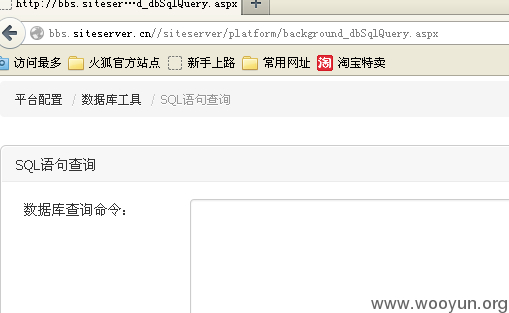 http://bbs.siteser…d_dbSqlQuery.aspx
bbs.siteserver.cn//siteserver/platform/background_dbSqlQuery.aspx
访问最多 火狐官方站点 新手上路 常用网址 淘 淘宝特卖
平台配置 / 数据库工具 / SQL语句查询
SQL语句查询
数据库查询命令:
www.wooyun.org